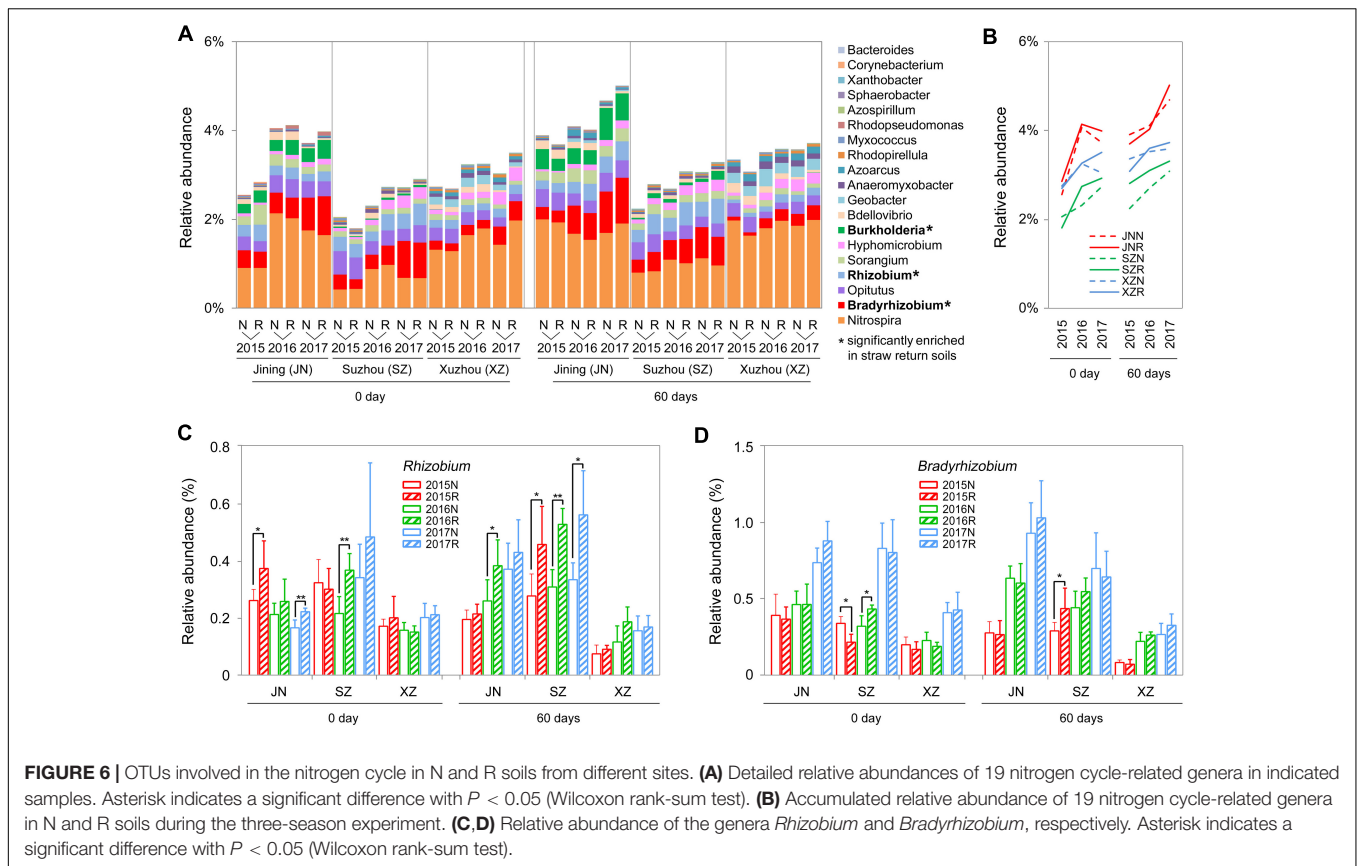 A
B
6%
4%
2%
0%
Relative abundance
Bacteroides
Corynebacterium
Xanthobacter
Sphaerobacter
Azospirillum
Rhodopseudomonas
Myxococcus
Rhodopirellula
Azoarcus
Anaeromyxobacter
Geobacter
Bdellovibrio
Burkholderia*
Hyphomicrobium
Sorangium
Rhizobium*
Opitutus
Bradyrhizobium*
Nitrospira
* significantly enriched
in straw return soils
N R N R N R N R N R N R N R N R N R N R N R N R N R N R N R N R N R N R
2015 2016 2017 2015 2016 2017 2015 2016 2017 2015 2016 2017 2015 2016 2017 2015 2016 2017
Jining (JN) Suzhou (SZ) Xuzhou (XZ) Jining (JN) Suzhou (SZ) Xuzhou (XZ)
0 day 60 days
6%
4%
2%
0%
Relative abundance
JNN
JNR
SZN
SZR
XZN
XZR
2015 2016 2017 2015 2016 2017
0 day 60 days
C
0.8
0.6
0.4
0.2
0
Relative abundance (%)
Rhizobium
2015N
2015R
2016N
2016R
2017N
2017R
* ** ** * * ** *
JN SZ XZ JN SZ XZ
0 day 60 days
D
1.5
1.0
0.5
0
Relative abundance (%)
Bradyrhizobium
2015N
2015R
2016N
2016R
2017N
2017R
* * *
JN SZ XZ JN SZ XZ
0 day 60 days
FIGURE 6 | OTUs involved in the nitrogen cycle in N and R soils from different sites. (A) Detailed relative abundances of 19 nitrogen cycle-related genera in indicated
samples. Asterisk indicates a significant difference with P < 0.05 (Wilcoxon rank-sum test). (B) Accumulated relative abundance of 19 nitrogen cycle-related genera
in N and R soils during the three-season experiment. (C,D) Relative abundance of the genera Rhizobium and Bradyrhizobium, respectively. Asterisk indicates a
significant difference with P < 0.05 (Wilcoxon rank-sum test).